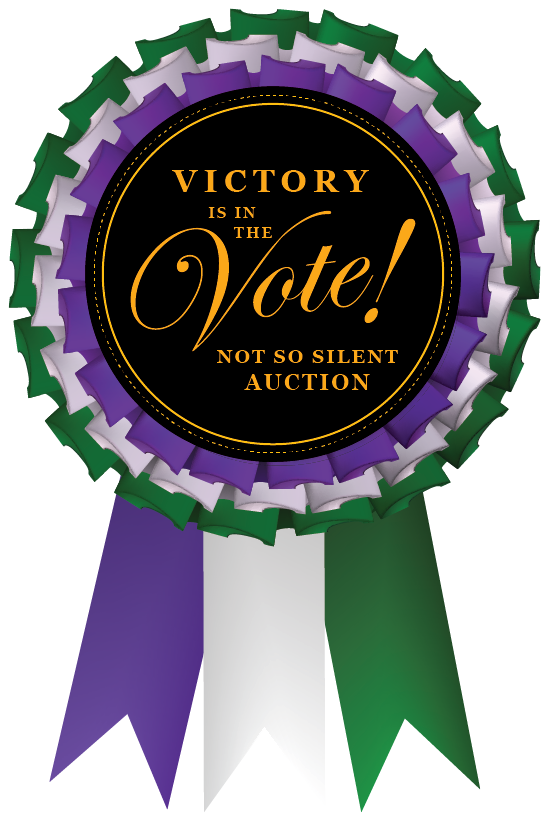 VICTORY
IS IN
THE
Vote!
NOT SO SILENT
AUCTION